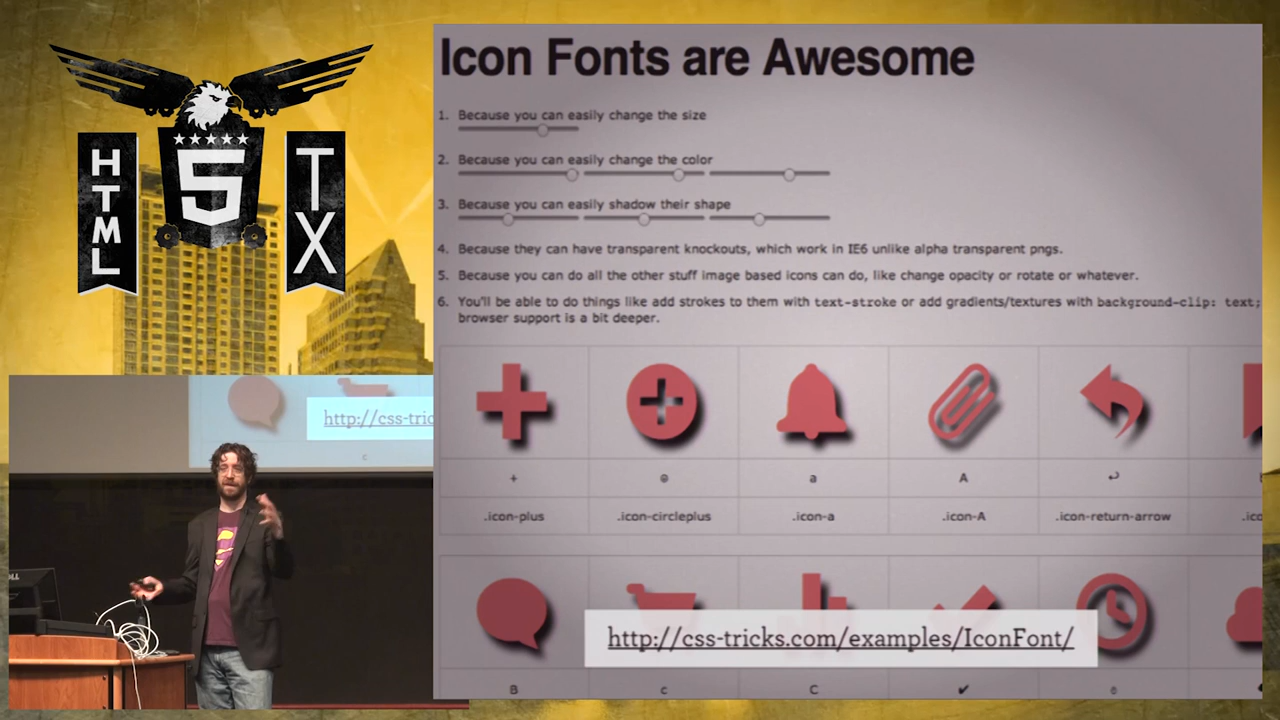 HTML
5
TX
Icon Fonts are Awesome
1. Because you can easily change the size
2. Because you can easily change the color
3. Because you can easily shadow their shape
4. Because they can have transparent knockouts, which work in IE6 unlike alpha transparent pngs.
5. Because you can do all the other stuff image based icons can do, like change opacity or rotate or whatever.
6. You'll be able to do things like add strokes to them with text-stroke or add gradients/textures with background-clip: text;
browser support is a bit deeper.
+ e a A ↩
.icon-plus .icon-circleplus .icon-a .icon-A .icon-return-arrow .ico
http://css-tricks.com/examples/IconFont/
B c C ✔ e
http://css-tric
c